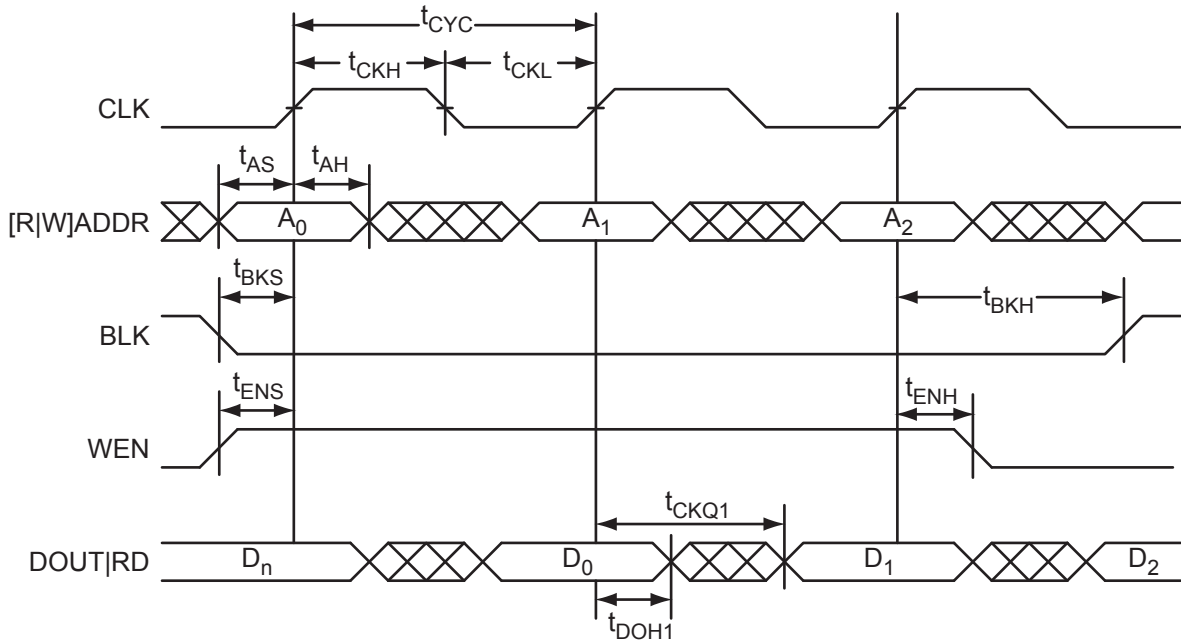 tCYC
tCKH tCKL
CLK
tAS tAH
[R|W]ADDR A0 A1 A2
tBKS tBKH
BLK
tENS tENH
WEN
tCKQ1
DOUT|RD Dn D0 D1 D2
tDOH1